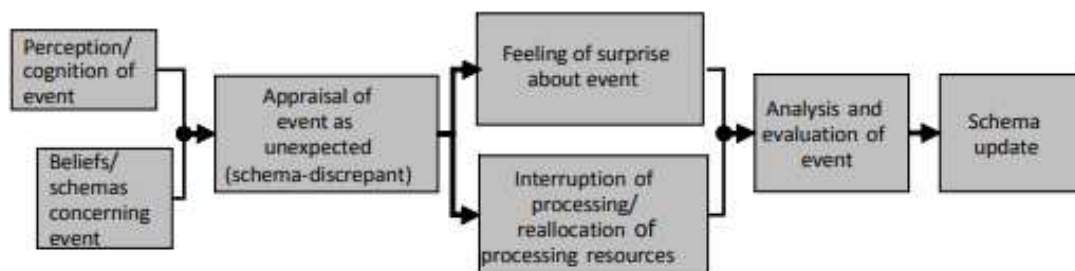 Perception/
cognition of
event
Beliefs/
schemas
concerning
event
Appraisal of
event as
unexpected
(schema-discrepant)
Feeling of surprise
about event
Interruption of
processing/
reallocation of
processing resources
Analysis and
evaluation of
event
Schema
update